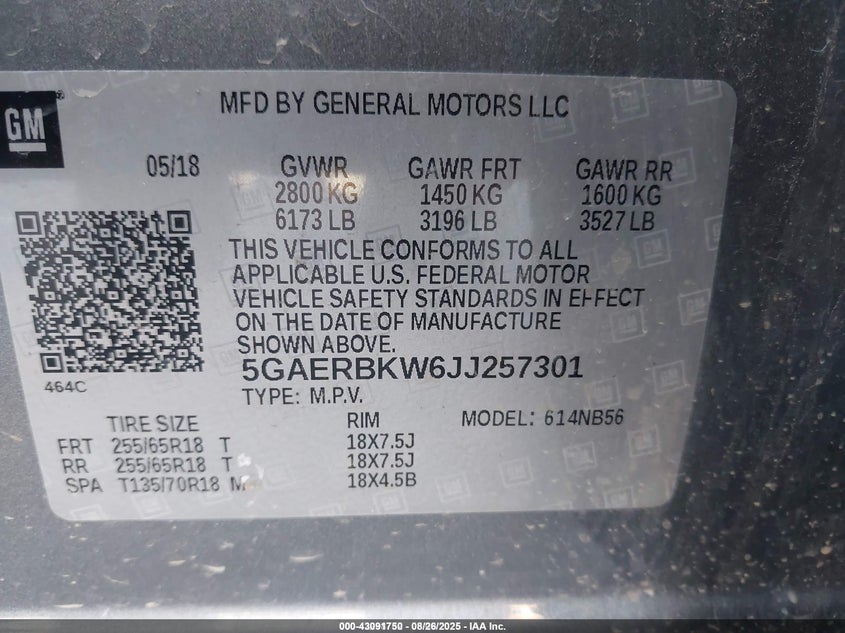 GM
MFD BY GENERAL MOTORS LLC
05/18 GVWR GAWR FRT GAWR RR
2800 KG 1450 KG 1600 KG
6173 LB 3196 LB 3527 LB
THIS VEHICLE CONFORMS TO ALL
APPLICABLE U.S. FEDERAL MOTOR
VEHICLE SAFETY STANDARDS IN EFFECT
ON THE DATE OF MANUFACTURE
SHOWN ABOVE.
464C
5GAERBKW6JJ257301
TYPE: M.P.V.
TIRE SIZE RIM MODEL: 614NB56
FRT 255/65R18 T 18X7.5J
RR 255/65R18 T 18X7.5J
SPA T135/70R18 M 18X4.5B
000-43091750 - 08/26/2025 - IAA Inc.